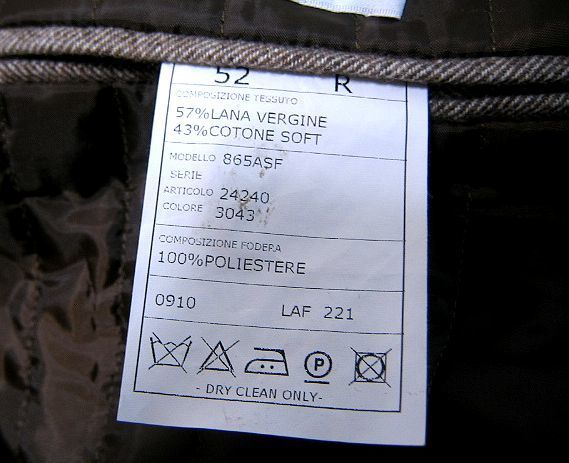 52 R
COMPOSIZIONE TESSUTO
57%LANA VERGINE
43%COTONE SOFT
MODELLO 865ASF
SERIE
ARTICOLO 24240
COLORE 3043
COMPOSIZIONE FODERA
100%POLIESTERE
0910 LAF 221
P
- DRY CLEAN ONLY-